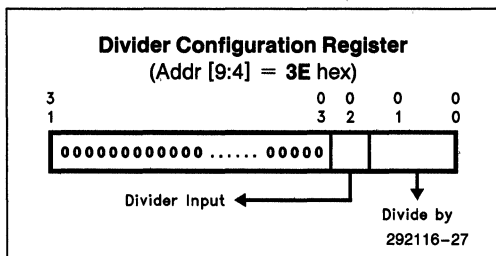 Divider Configuration Register
(Addr [9:4] = 3E hex)
3 0 0 0 0
1 3 2 1 0
000000000000 ...... 00000
Divider Input
Divide by
292116-27